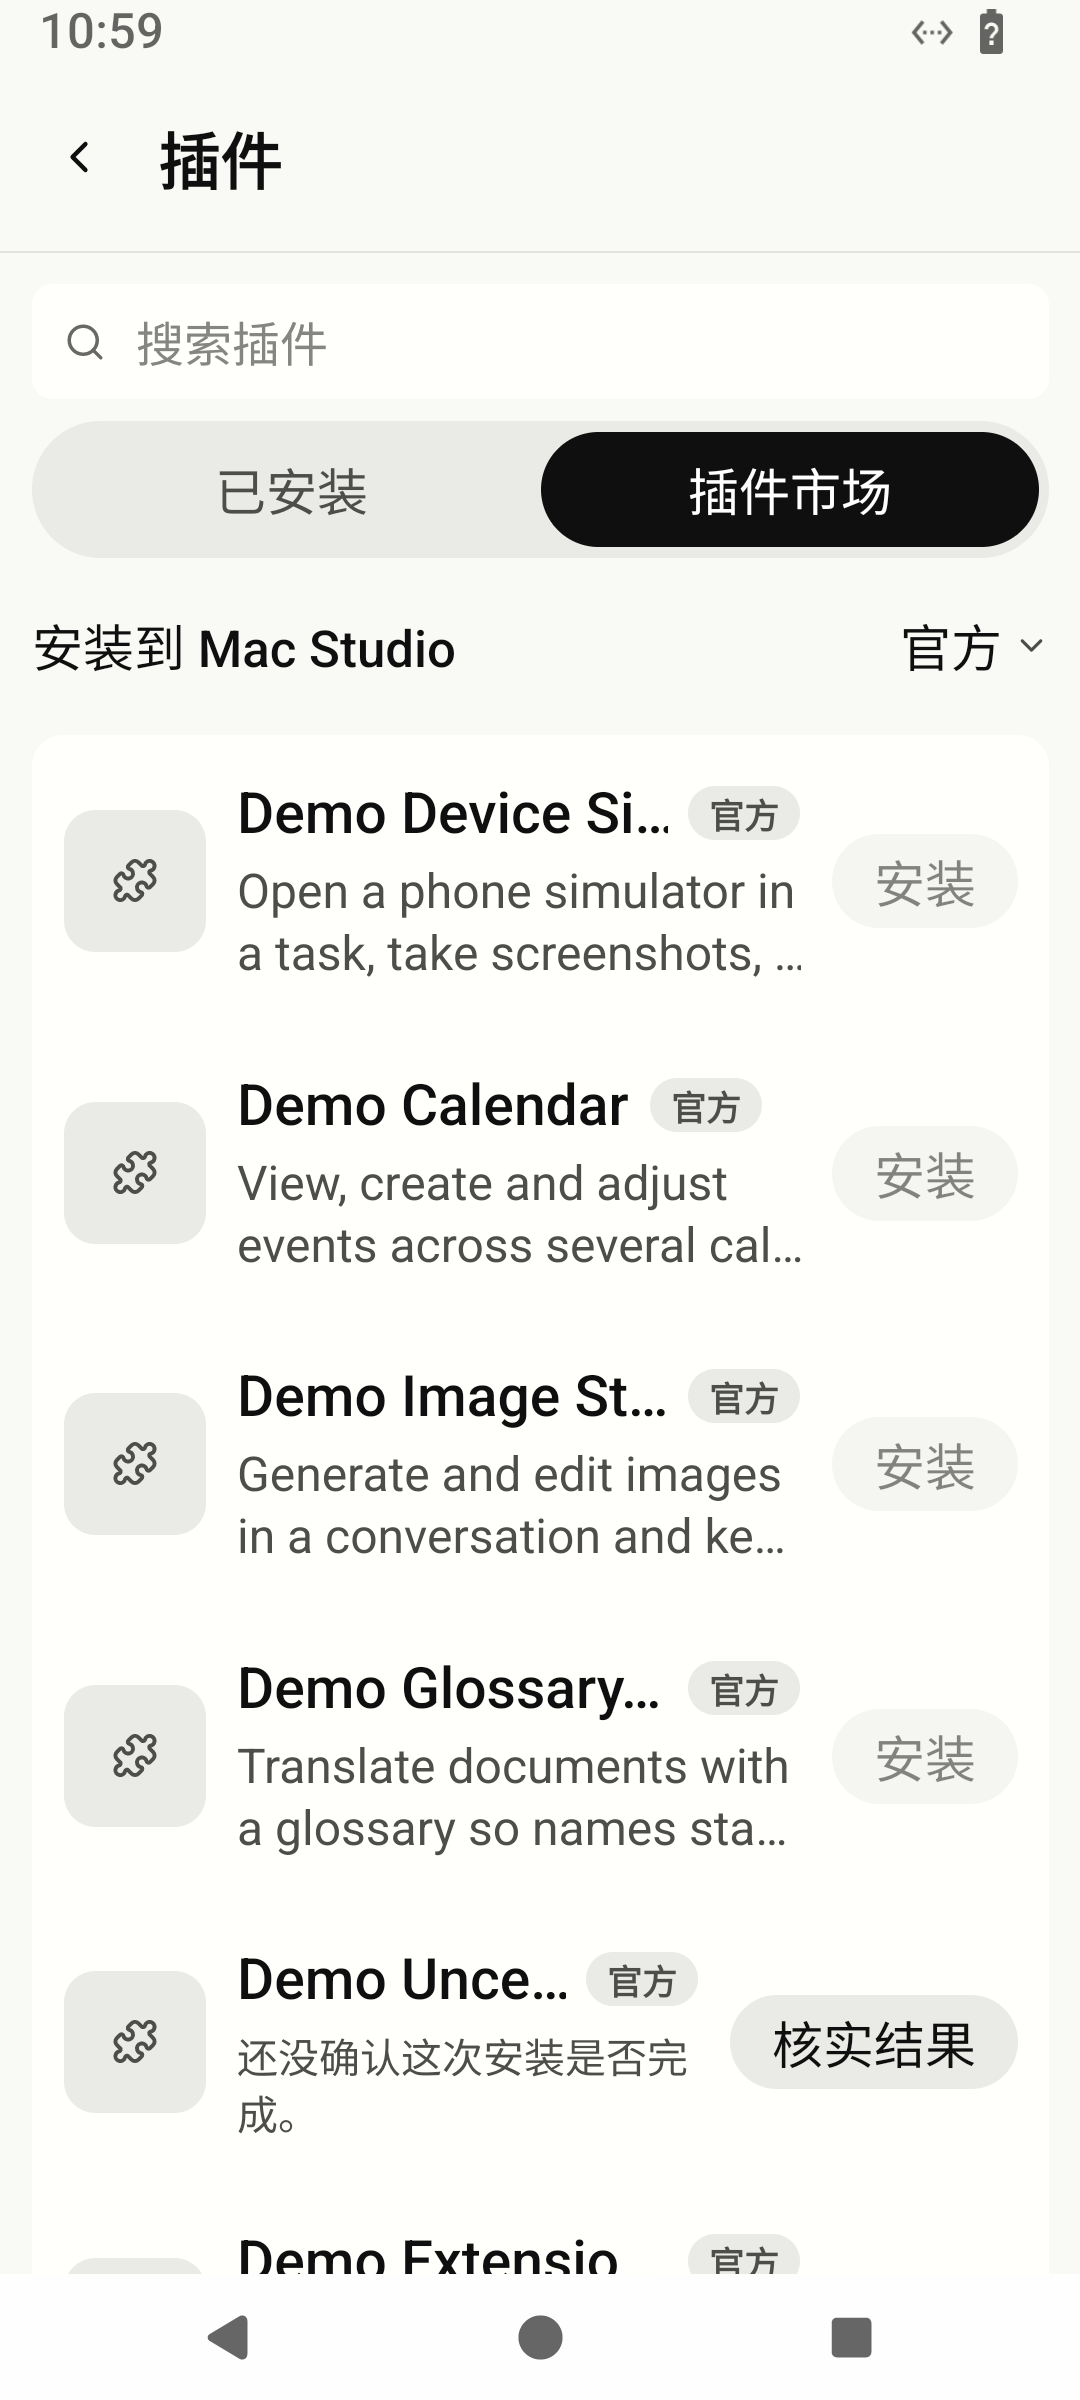 10:59
插件
搜索插件
已安装
插件市场
安装到 Mac Studio
官方
Demo Device Si…
官方
Open a phone simulator in
a task, take screenshots, …
安装
Demo Calendar
官方
View, create and adjust
events across several cal…
安装
Demo Image St…
官方
Generate and edit images
in a conversation and ke…
安装
Demo Glossary…
官方
Translate documents with
a glossary so names sta…
安装
Demo Unce…
官方
还没确认这次安装是否完
成。
核实结果
Demo Extensio
官方